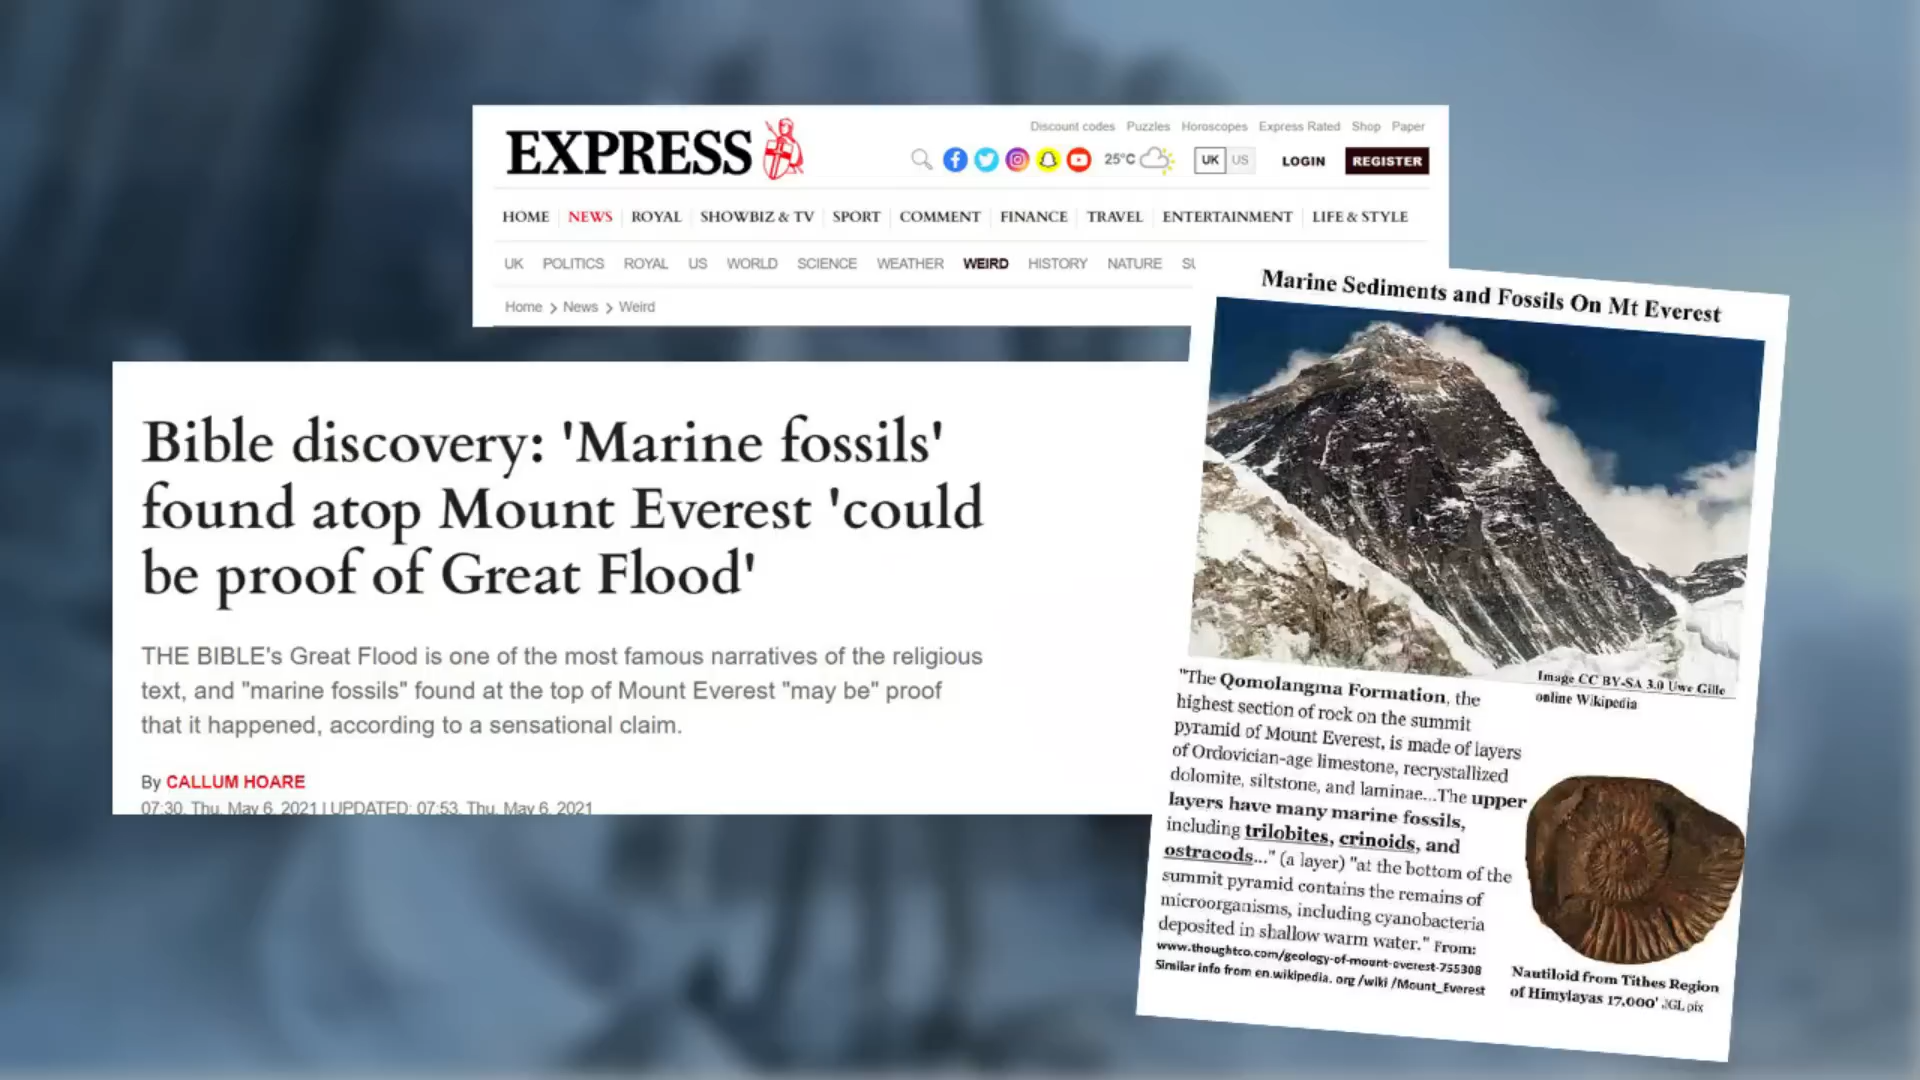 EXPRESS
Discount codes Puzzles Horoscopes Express Rated Shop Paper
25°C
UK US
LOGIN
REGISTER
HOME NEWS ROYAL SHOWBIZ & TV SPORT COMMENT FINANCE TRAVEL ENTERTAINMENT LIFE & STYLE
UK POLITICS ROYAL US WORLD SCIENCE WEATHER WEIRD HISTORY NATURE
Home > News > Weird
Bible discovery: 'Marine fossils'
found atop Mount Everest 'could
be proof of Great Flood'
THE BIBLE's Great Flood is one of the most famous narratives of the religious
text, and "marine fossils" found at the top of Mount Everest "may be" proof
that it happened, according to a sensational claim.
By CALLUM HOARE
07:30, Thu, May 6, 2021 | UPDATED: 07:53, Thu, May 6, 2021
Marine Sediments and Fossils On Mt Everest
Image CC BY-SA 3.0 Uwe Gille
online Wikipedia
"The Qomolangma Formation, the
highest section of rock on the summit
pyramid of Mount Everest, is made of layers
of Ordovician-age limestone, recrystallized
dolomite, siltstone, and laminae...The upper
layers have many marine fossils,
including trilobites, crinoids, and
ostracods..." (a layer) "at the bottom of the
summit pyramid contains the remains of
microorganisms, including cyanobacteria
deposited in shallow warm water." From:
www.thoughtco.com/geology-of-mount-everest-755308
Similar info from en.wikipedia. org /wiki /Mount_Everest
Nautiloid from Tithes Region
of Himylayas 17,000' JGL pix